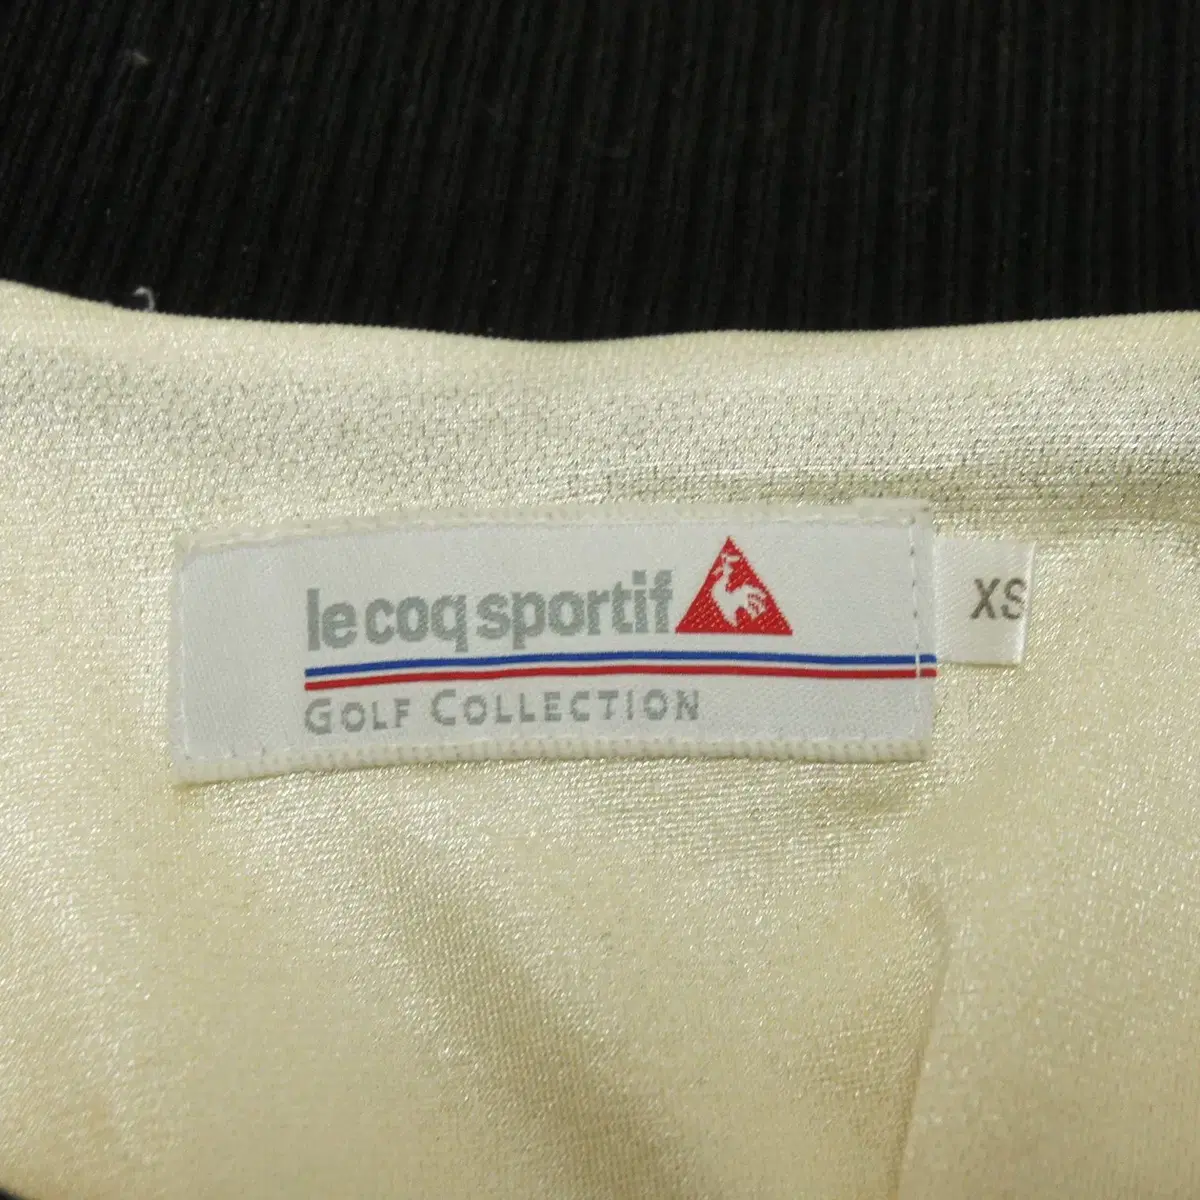 le coq sportif
GOLF COLLECTION
XS